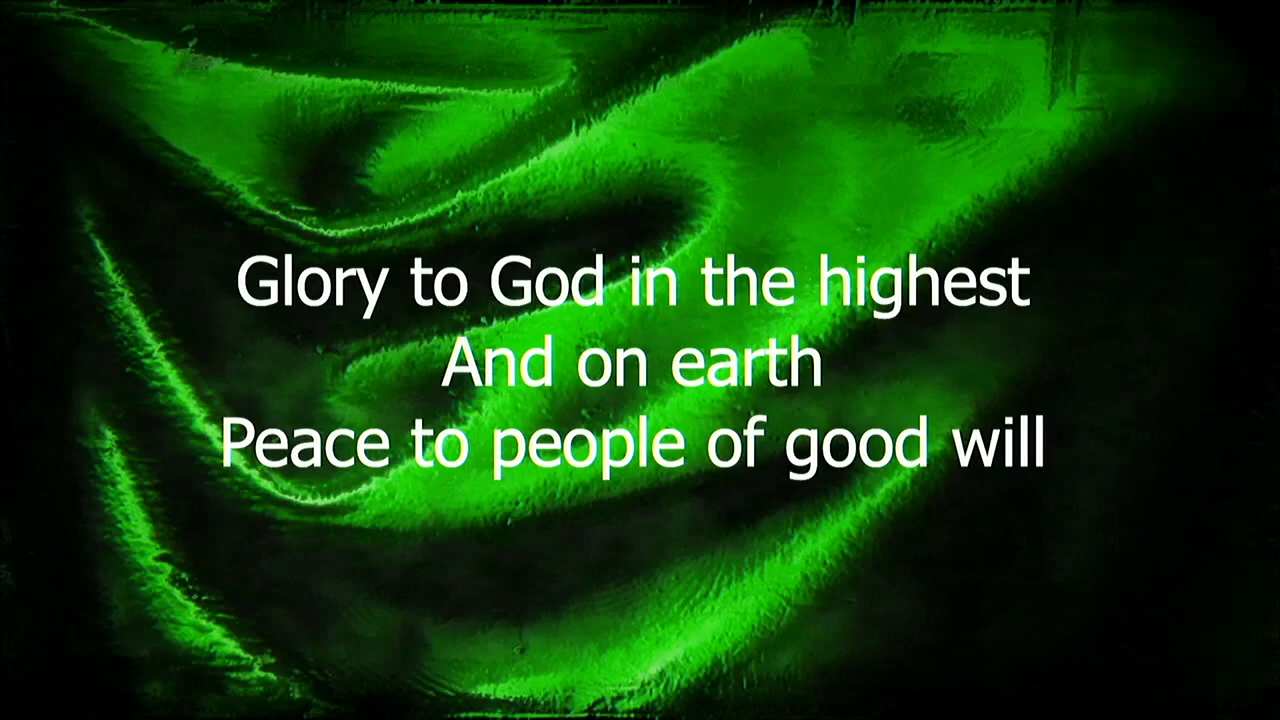 Glory to God in the highest
And on earth
Peace to people of good will